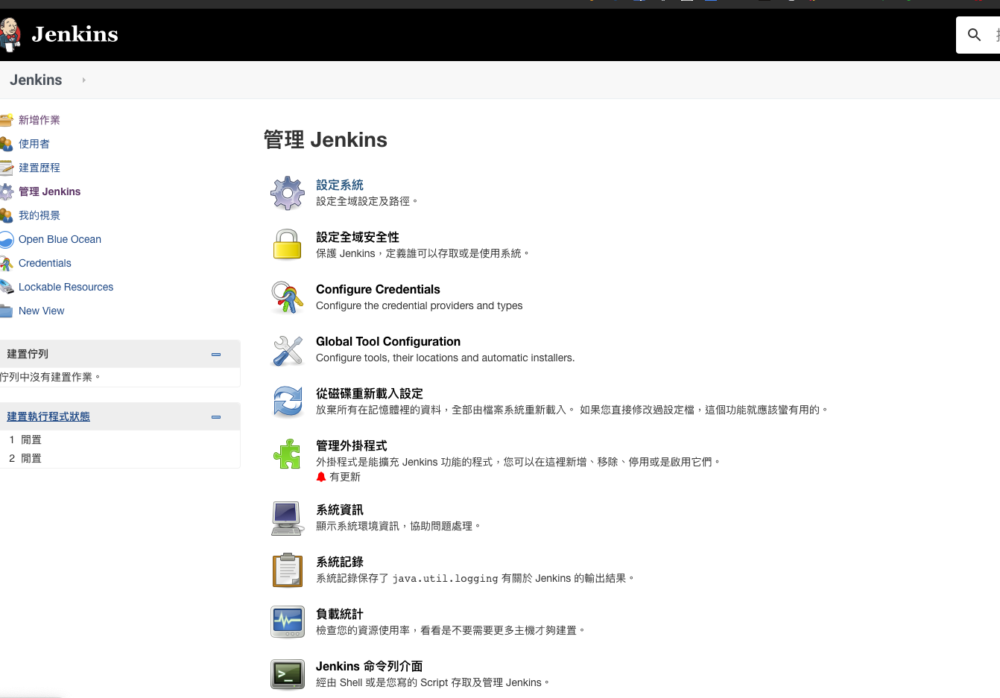 Jenkins
Jenkins
新增作業
使用者
建置歷程
管理 Jenkins
我的視景
Open Blue Ocean
Credentials
Lockable Resources
New View
建置佇列
佇列中沒有建置作業。
建置執行程式狀態
1 閒置
2 閒置
管理 Jenkins
設定系統
設定全域設定及路徑。
設定全域安全性
保護 Jenkins，定義誰可以存取或是使用系統。
Configure Credentials
Configure the credential providers and types
Global Tool Configuration
Configure tools, their locations and automatic installers.
從磁碟重新載入設定
放棄所有在記憶體裡的資料，全部由檔案系統重新載入。 如果您直接修改過設定檔，這個功能就應該蠻有用的。
管理外掛程式
外掛程式是能擴充 Jenkins 功能的程式，您可以在這裡新增、移除、停用或是啟用它們。
有更新
系統資訊
顯示系統環境資訊，協助問題處理。
系統記錄
系統記錄保存了 java.util.logging 有關於 Jenkins 的輸出結果。
負載統計
檢查您的資源使用率，看看是不要需要更多主機才夠建置。
Jenkins 命令列介面
經由 Shell 或是您寫的 Script 存取及管理 Jenkins。